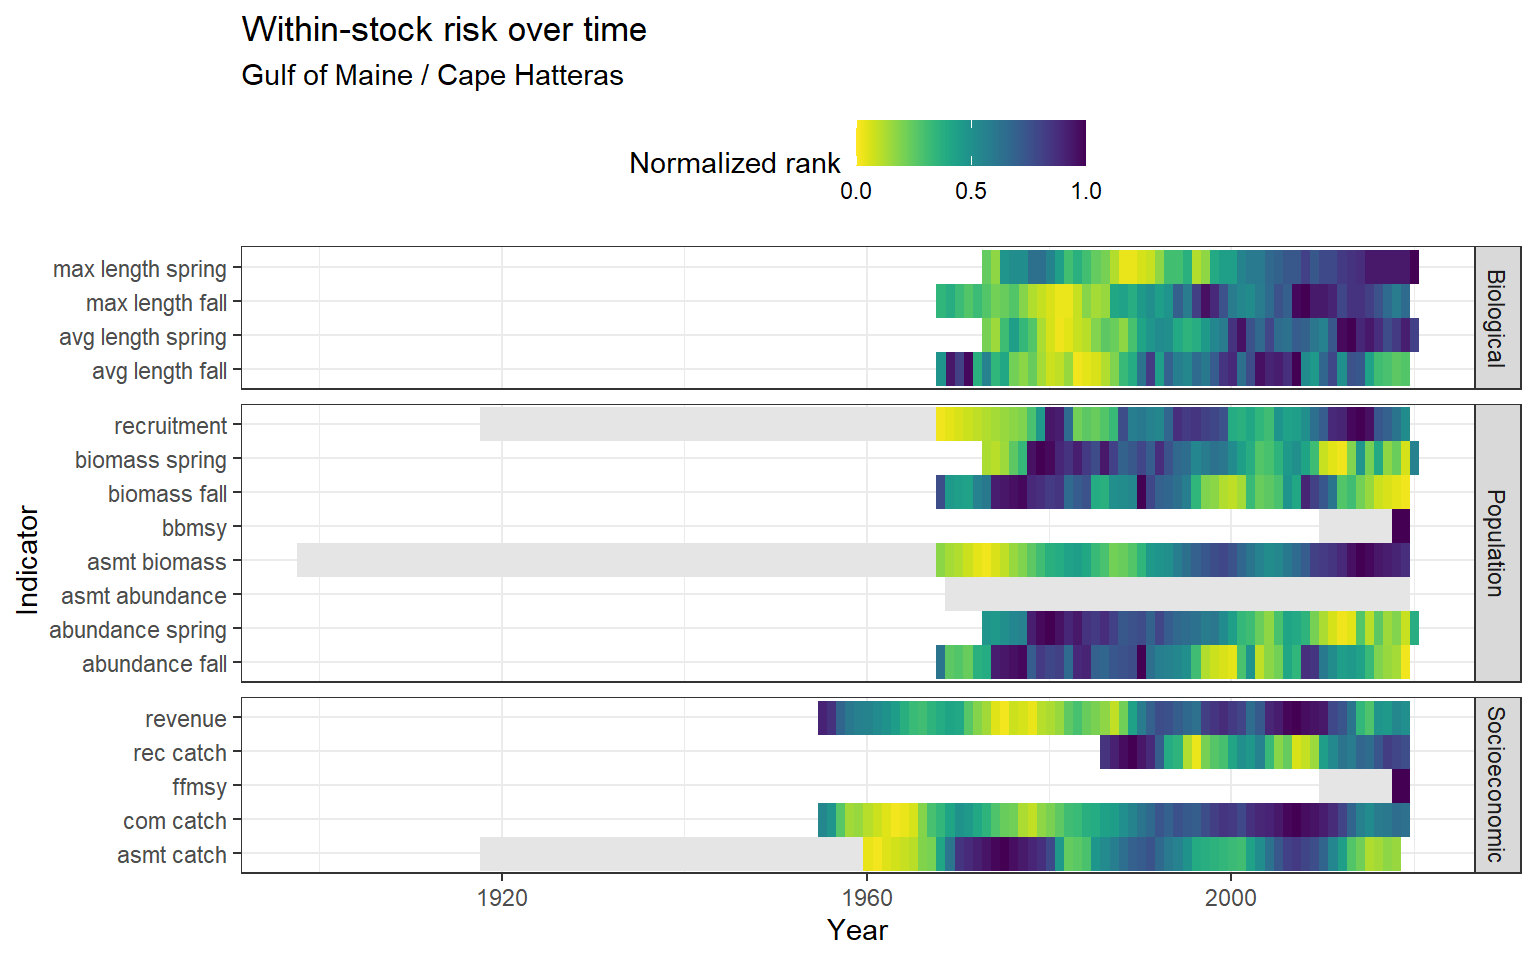 Within-stock risk over time
Gulf of Maine / Cape Hatteras
Normalized rank
0.0 0.5 1.0
max length spring
max length fall
avg length spring
avg length fall
Biological
recruitment
biomass spring
biomass fall
bbmsy
asmt biomass
asmt abundance
abundance spring
abundance fall
Population
revenue
rec catch
ffmsy
com catch
asmt catch
Socioeconomic
Indicator
1920 1960 2000
Year